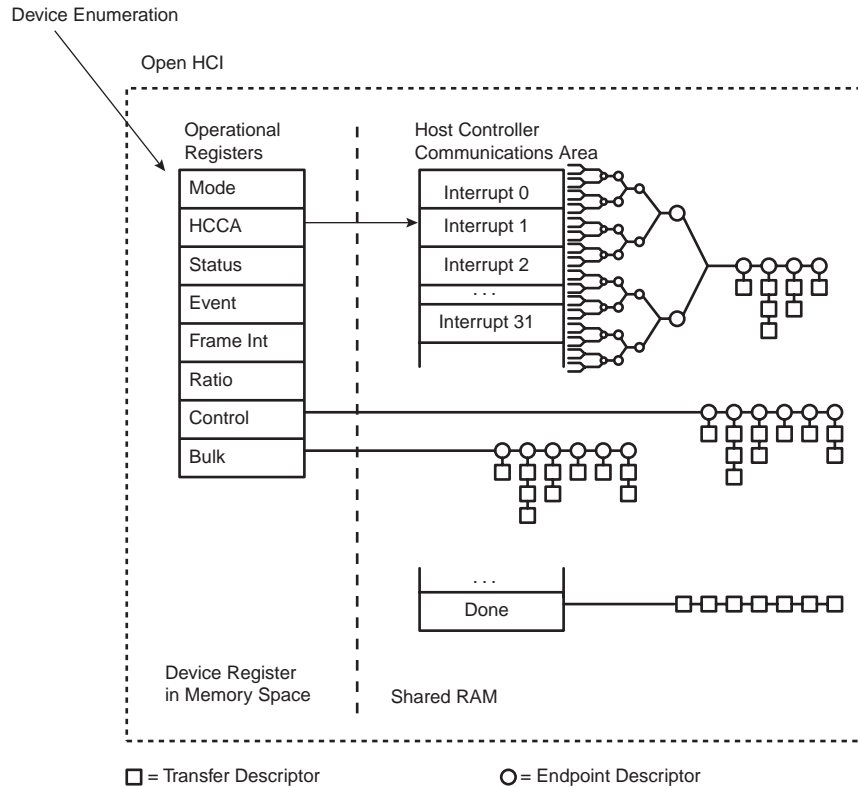 Device Enumeration
Open HCI
Operational
Registers
Mode
HCCA
Status
Event
Frame Int
Ratio
Control
Bulk
Host Controller
Communications Area
Interrupt 0
Interrupt 1
Interrupt 2
. . .
Interrupt 31
. . .
Done
Device Register
in Memory Space
Shared RAM
= Transfer Descriptor
= Endpoint Descriptor